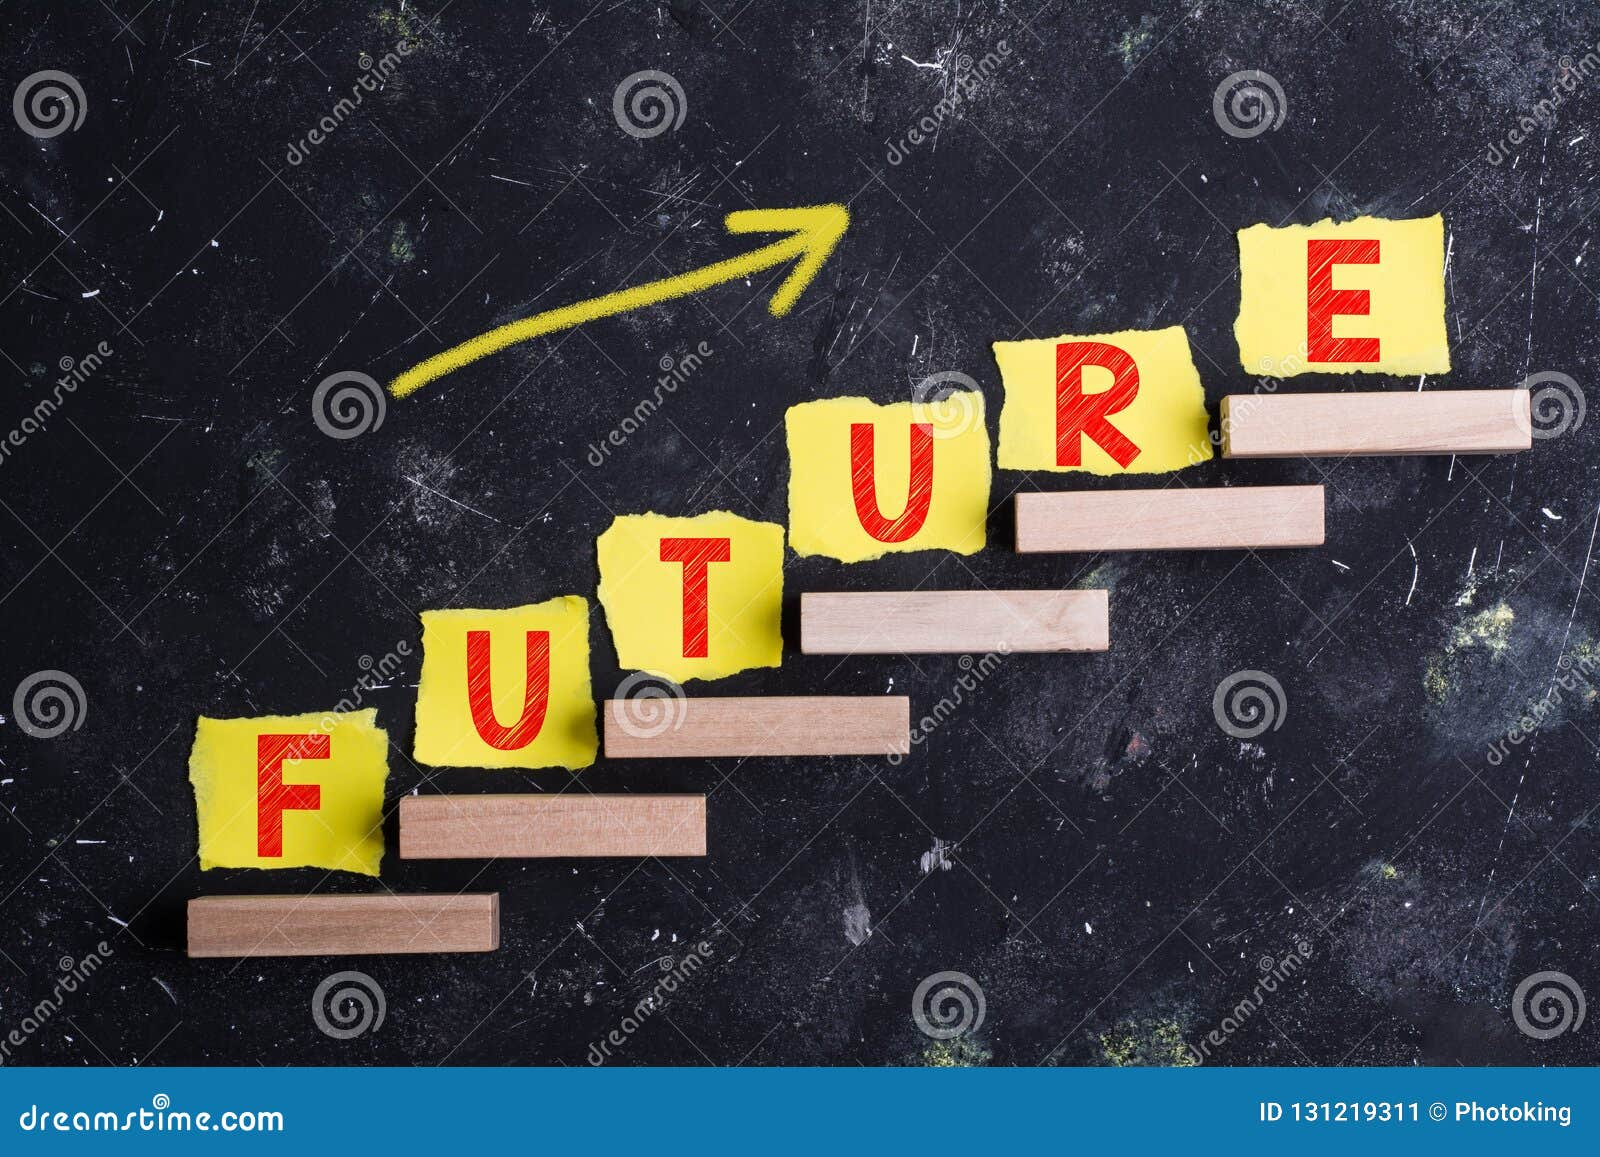 FUTURE
dreamstime.com
ID 131219311 © Photoking